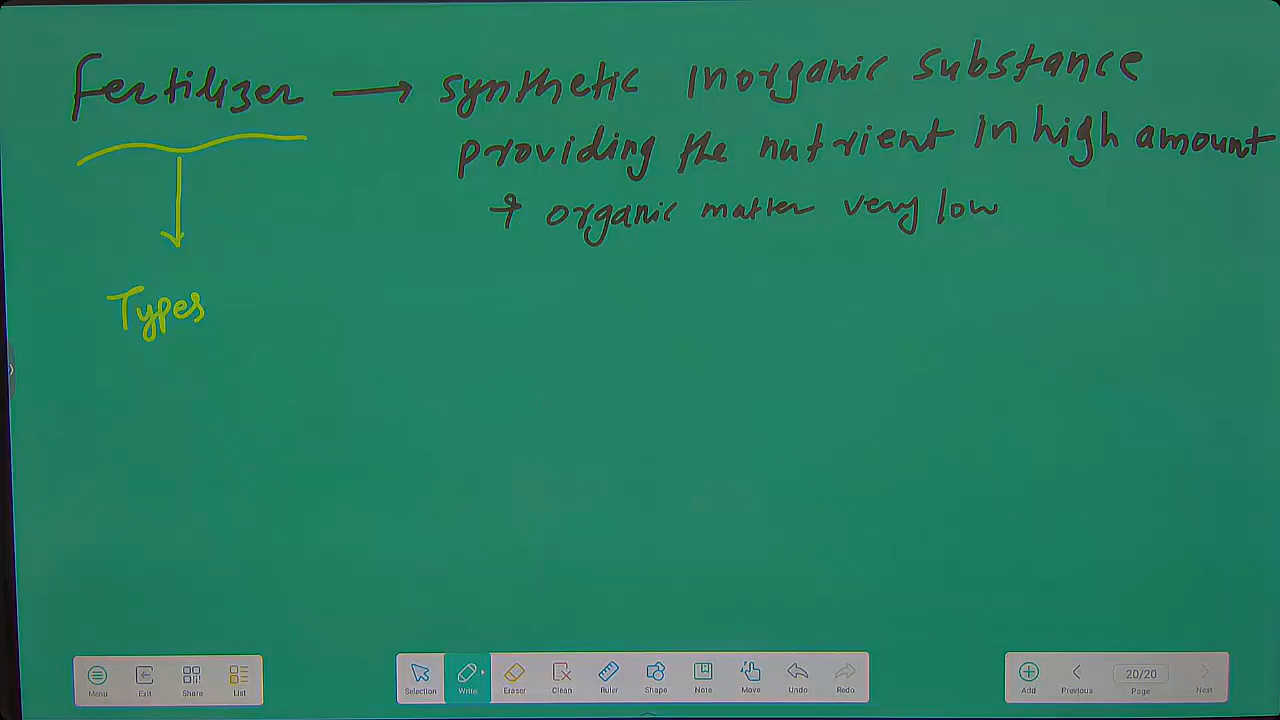 Fertilizer → synthetic Inorganic substance
providing the nutrient in high amount
→ organic matter very low
Types
Menu Exit Share List
Selection Write Eraser Clean Ruler Shape Note Move Undo Redo
Add Previous 20/20 Page Next